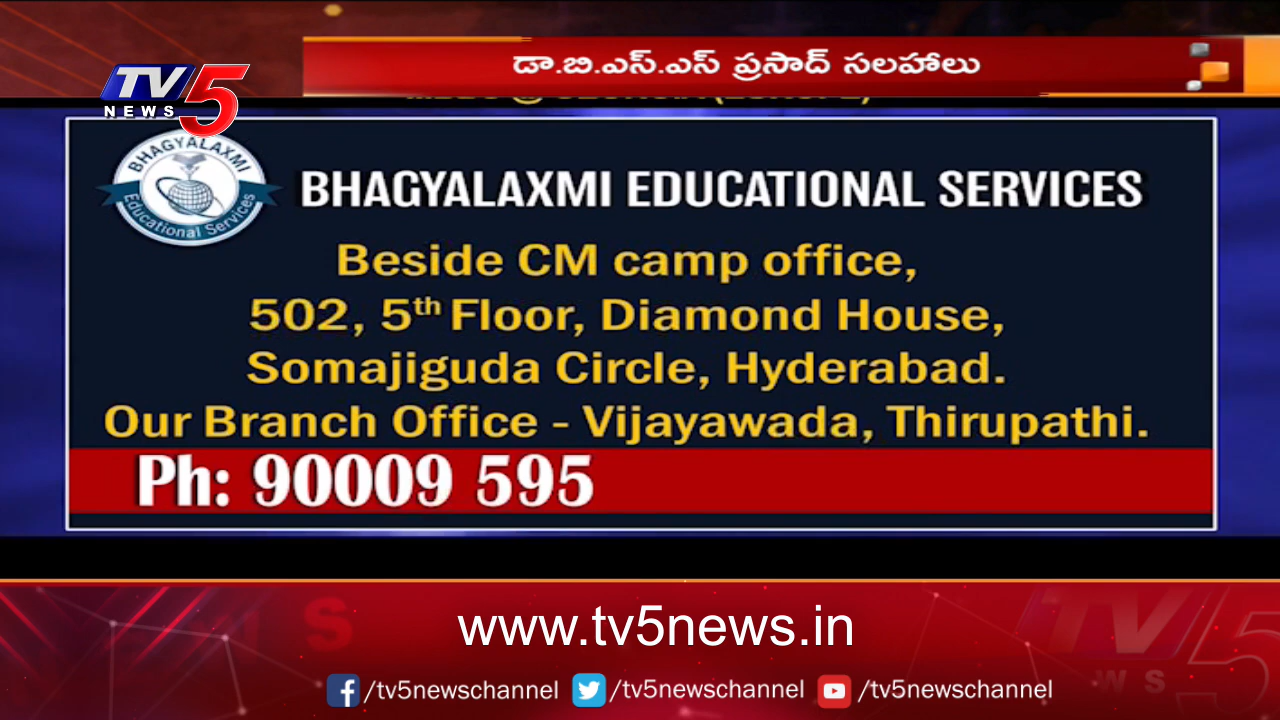 డా.బి.ఎస్.ఎస్ ప్రసాద్ సలహాలు
TV5
NEWS
BHAGYALAXMI
Educational Services
BHAGYALAXMI EDUCATIONAL SERVICES
Beside CM camp office,
502, 5th Floor, Diamond House,
Somajiguda Circle, Hyderabad.
Our Branch Office - Vijayawada, Thirupathi.
Ph: 90009 595
www.tv5news.in
/tv5newschannel /tv5newschannel /tv5newschannel